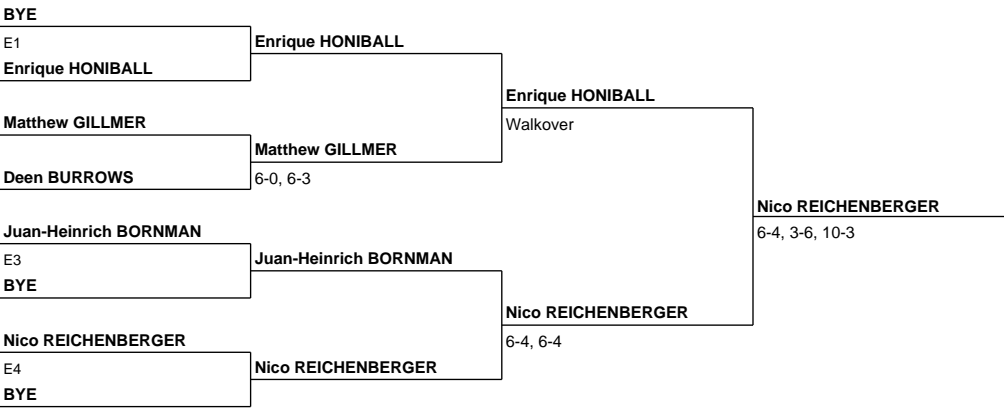 BYE
E1
Enrique HONIBALL
Enrique HONIBALL
Matthew GILLMER
Deen BURROWS
Matthew GILLMER
6-0, 6-3
Enrique HONIBALL
Walkover
Juan-Heinrich BORNMAN
E3
BYE
Juan-Heinrich BORNMAN
Nico REICHENBERGER
E4
BYE
Nico REICHENBERGER
Nico REICHENBERGER
6-4, 6-4
Nico REICHENBERGER
6-4, 3-6, 10-3